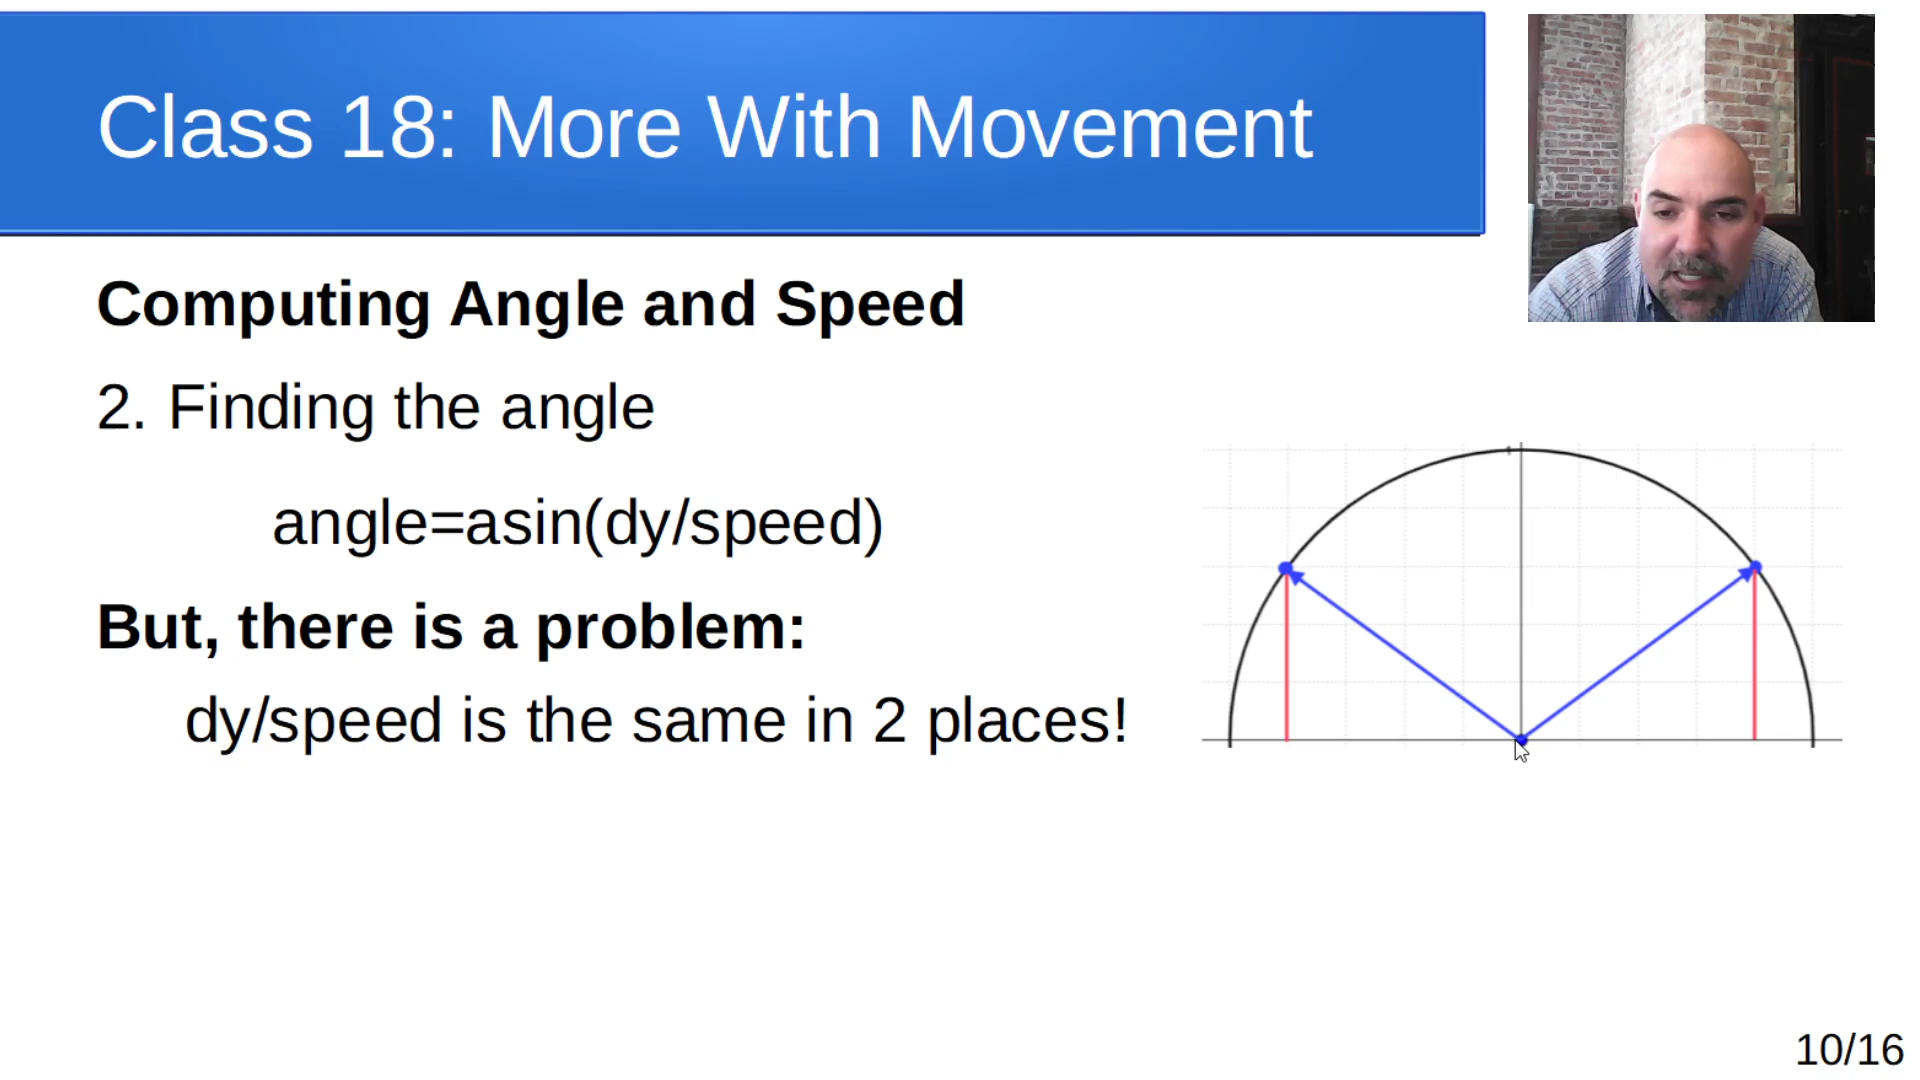 Class 18: More With Movement
Computing Angle and Speed
2. Finding the angle
angle=asin(dy/speed)
But, there is a problem:
dy/speed is the same in 2 places!
1
10/16